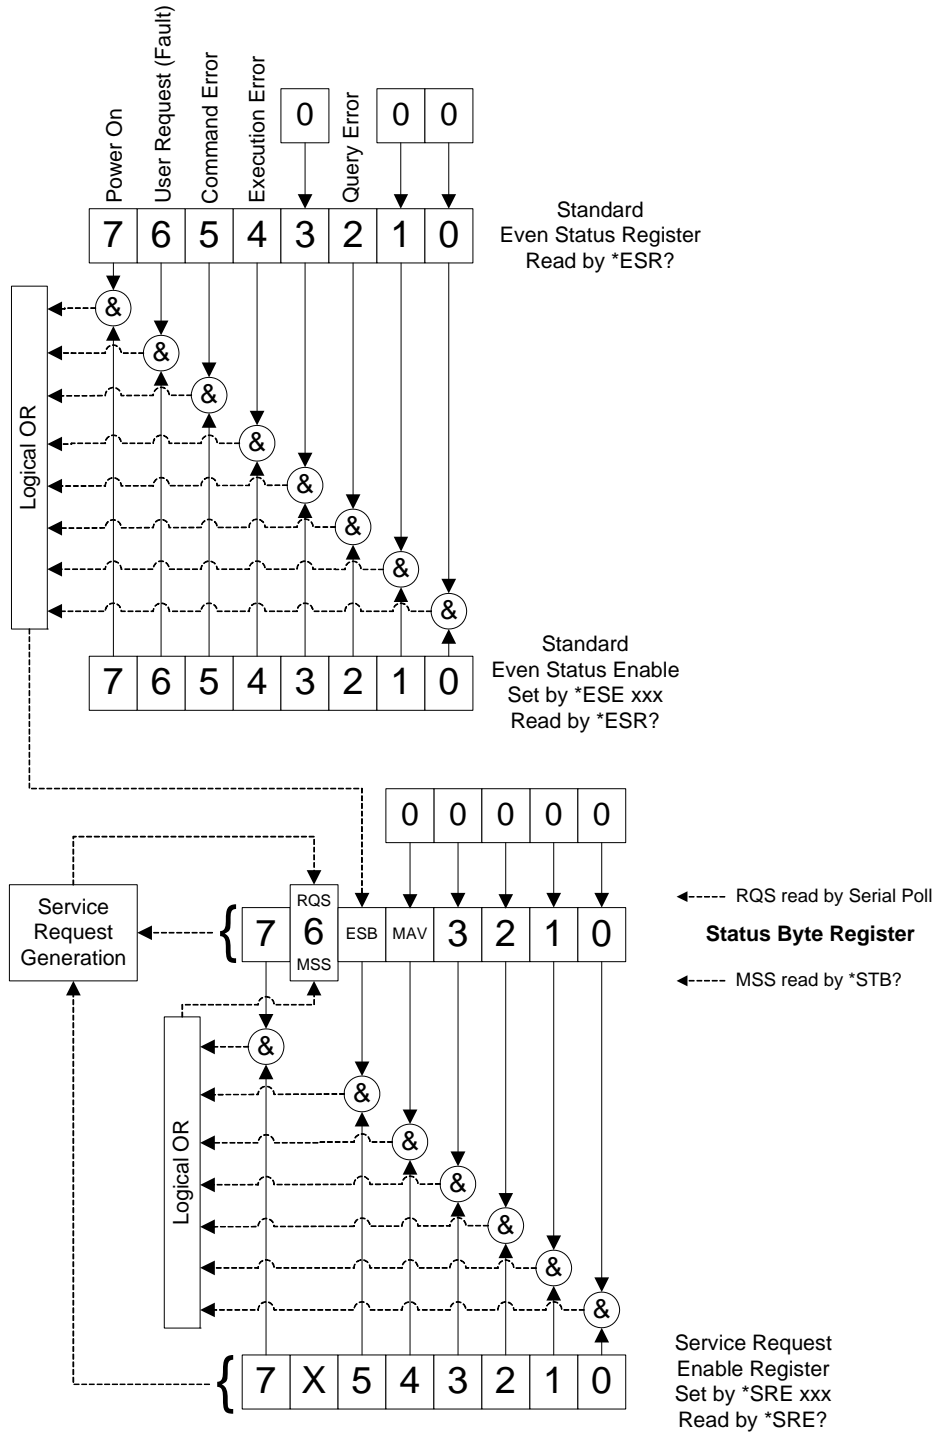 Power On
User Request (Fault)
Command Error
Execution Error
0
Query Error
0 0
7 6 5 4 3 2 1 0
Standard
Even Status Register
Read by *ESR?
Logical OR
&
&
&
&
&
&
&
&
7 6 5 4 3 2 1 0
Standard
Even Status Enable
Set by *ESE xxx
Read by *ESR?
0 0 0 0 0
Service
Request
Generation
{
RQS
7 6 ESB MAV 3 2 1 0
MSS
RQS read by Serial Poll
Status Byte Register
MSS read by *STB?
Logical OR
&
&
&
&
&
&
&
{
7 X 5 4 3 2 1 0
Service Request
Enable Register
Set by *SRE xxx
Read by *SRE?